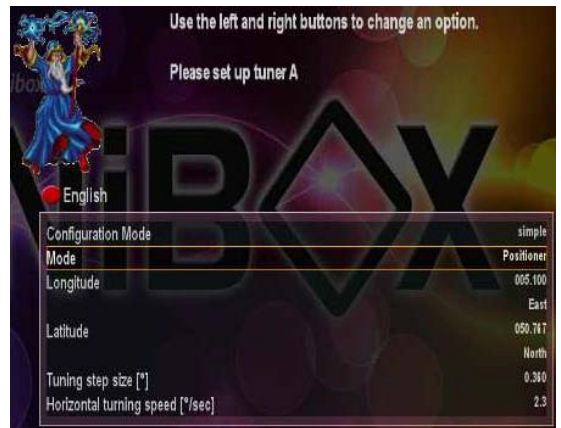 Use the left and right buttons to change an option.
Please set up tuner A
ibox
iBOX
English
Configuration Mode simple
Mode Positioner
Longitude 005.100
East
Latitude 050.767
North
Tuning step size [°] 0.360
Horizontal turning speed [°/sec] 2.3